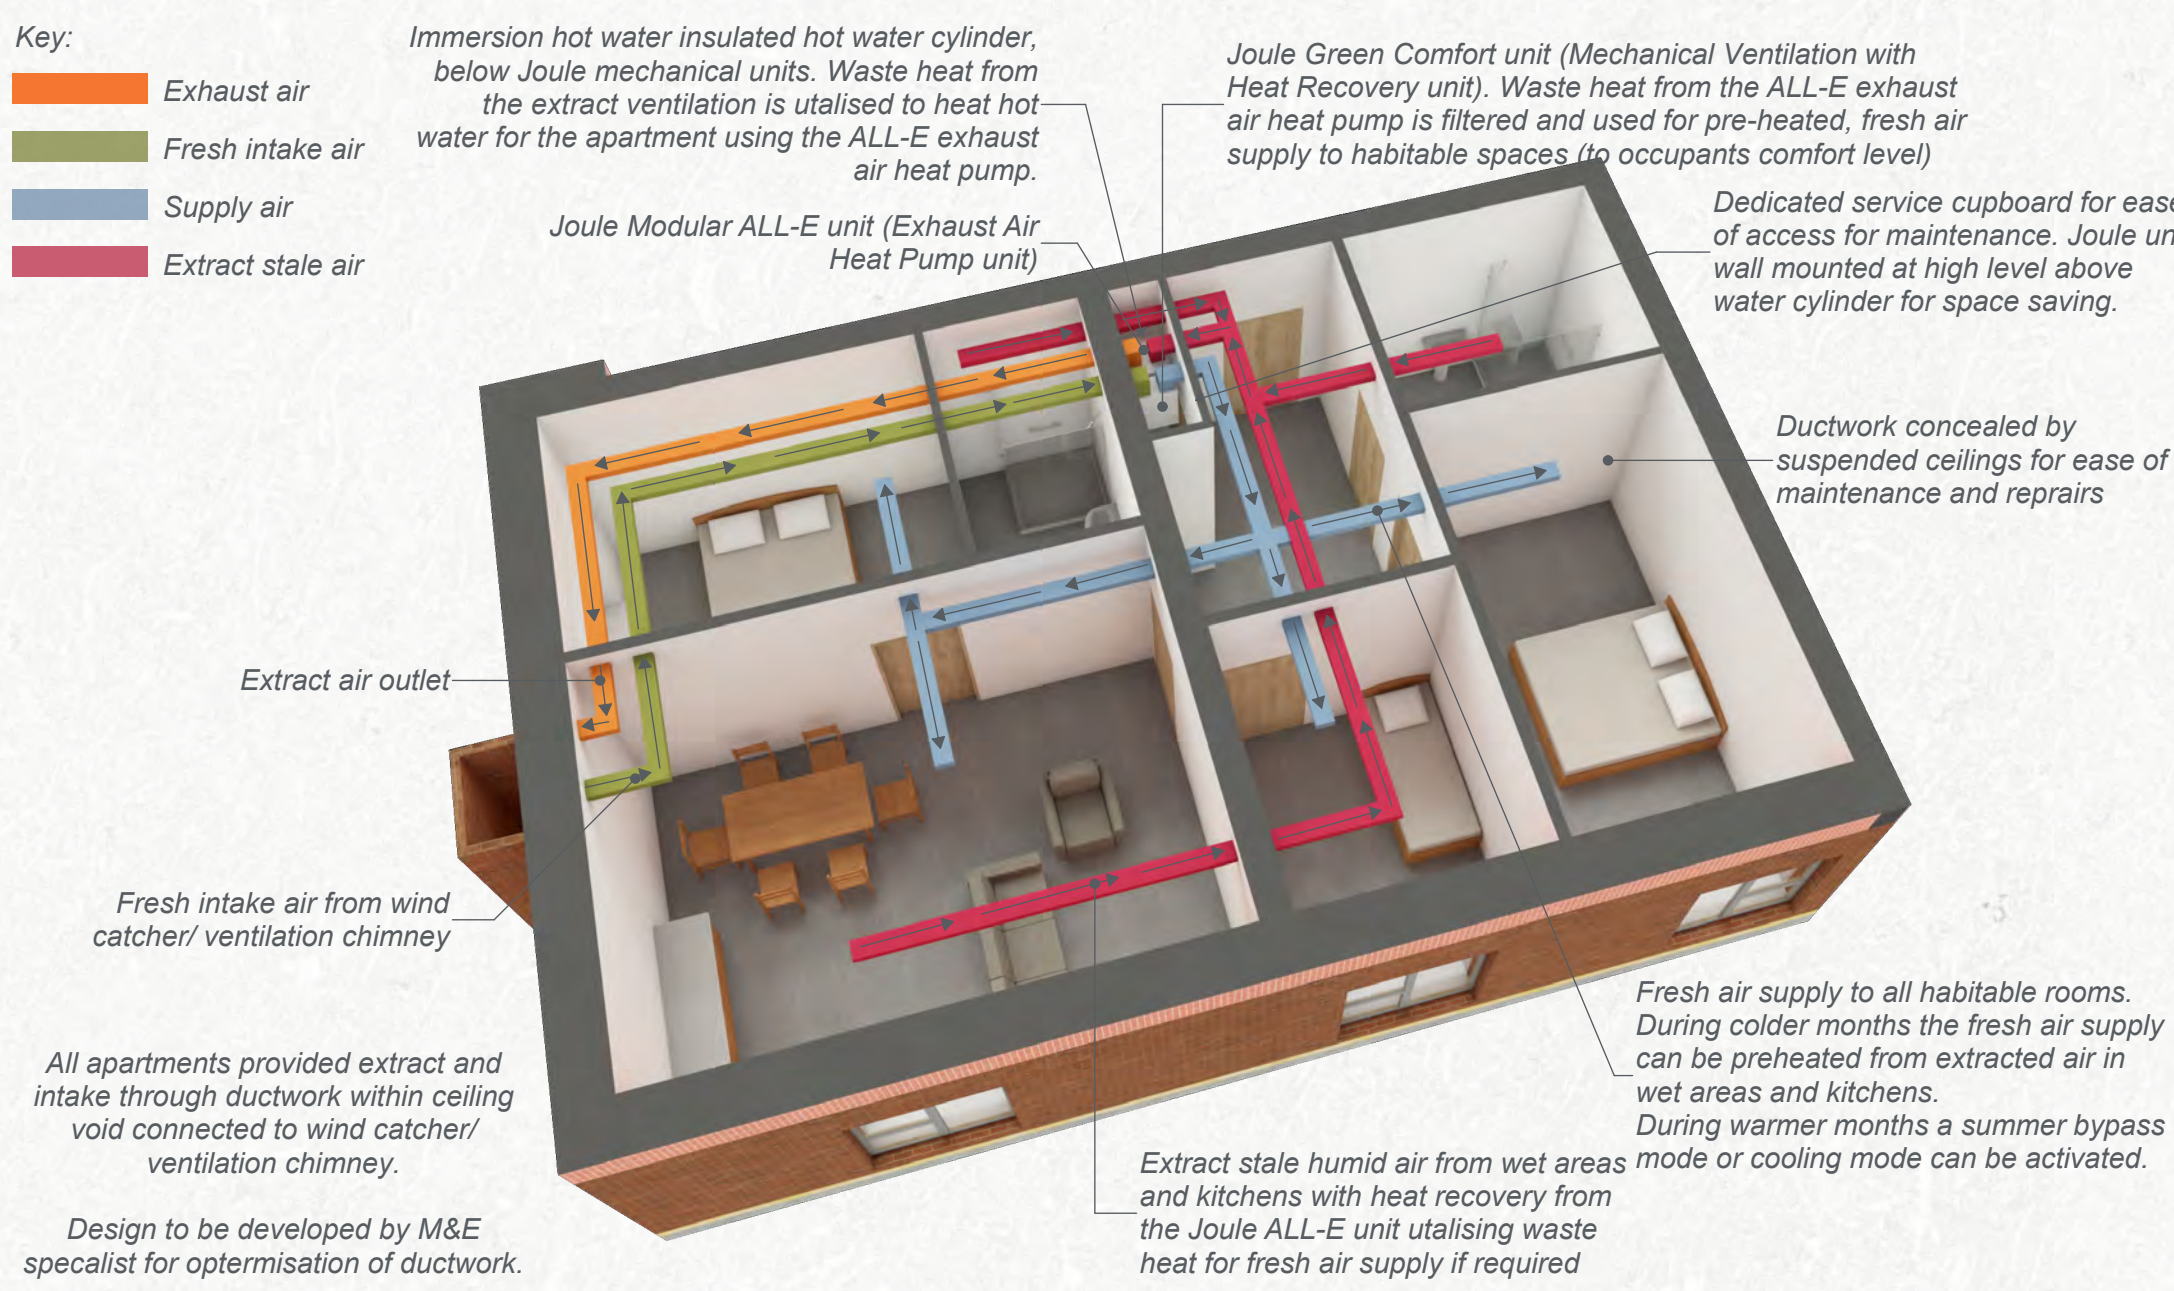 Key:
Exhaust air
Fresh intake air
Supply air
Extract stale air
Immersion hot water insulated hot water cylinder,
below Joule mechanical units. Waste heat from
the extract ventilation is utalised to heat hot
water for the apartment using the ALL-E exhaust
air heat pump.
Joule Modular ALL-E unit (Exhaust Air
Heat Pump unit)
Joule Green Comfort unit (Mechanical Ventilation with
Heat Recovery unit). Waste heat from the ALL-E exhaust
air heat pump is filtered and used for pre-heated, fresh air
supply to habitable spaces (to occupants comfort level)
Dedicated service cupboard for ease
of access for maintenance. Joule un
wall mounted at high level above
water cylinder for space saving.
Ductwork concealed by
suspended ceilings for ease of
maintenance and reprairs
Extract air outlet
Fresh intake air from wind
catcher/ ventilation chimney
All apartments provided extract and
intake through ductwork within ceiling
void connected to wind catcher/
ventilation chimney.
Design to be developed by M&E
specalist for optermisation of ductwork.
Extract stale humid air from wet areas
and kitchens with heat recovery from
the Joule ALL-E unit utalising waste
heat for fresh air supply if required
Fresh air supply to all habitable rooms.
During colder months the fresh air supply
can be preheated from extracted air in
wet areas and kitchens.
During warmer months a summer bypass
mode or cooling mode can be activated.